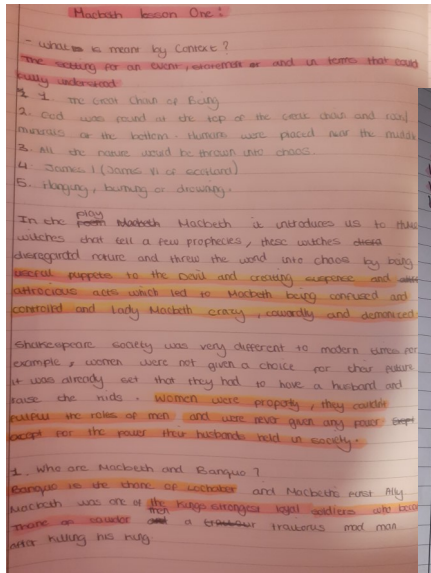 Macbeth lesson One:
- what is meant by Context?
The setting for an event, statement or and in terms that could
fully understood
1. The Great Chain of Being
2. God was found at the top of the great chain and
minerals at the bottom. Humans were placed near the middle
3. All the nature would be thrown into chaos.
4. James I (James VI of Scotland)
5. Hanging, burning or drowning.
In the play Macbeth it introduces us to three
witches that tell a few prophecies, these witches
disregarded nature and threw the world into chaos by being
puppets to the Devil and creating suspense and
attrocious acts which led to Macbeth being confused and
controlled and Lady Macbeth crazy, cowardly and demonised.
Shakespeare society was very different to modern times for
example, women were not given a choice for their future
it was already set that they had to have a husband and
raise the kids. Women were property, they couldn't
fulfill the roles of men and were never given any power
except for the power their husbands held in society.
1. Who are Macbeth and Banquo?
Banquo is the thane of Lochaber and Macbeth's Ally
Macbeth was one of the kings strongest loyal soldiers who
Thane of Cawdor then a traitorus mad man
after killing his king.